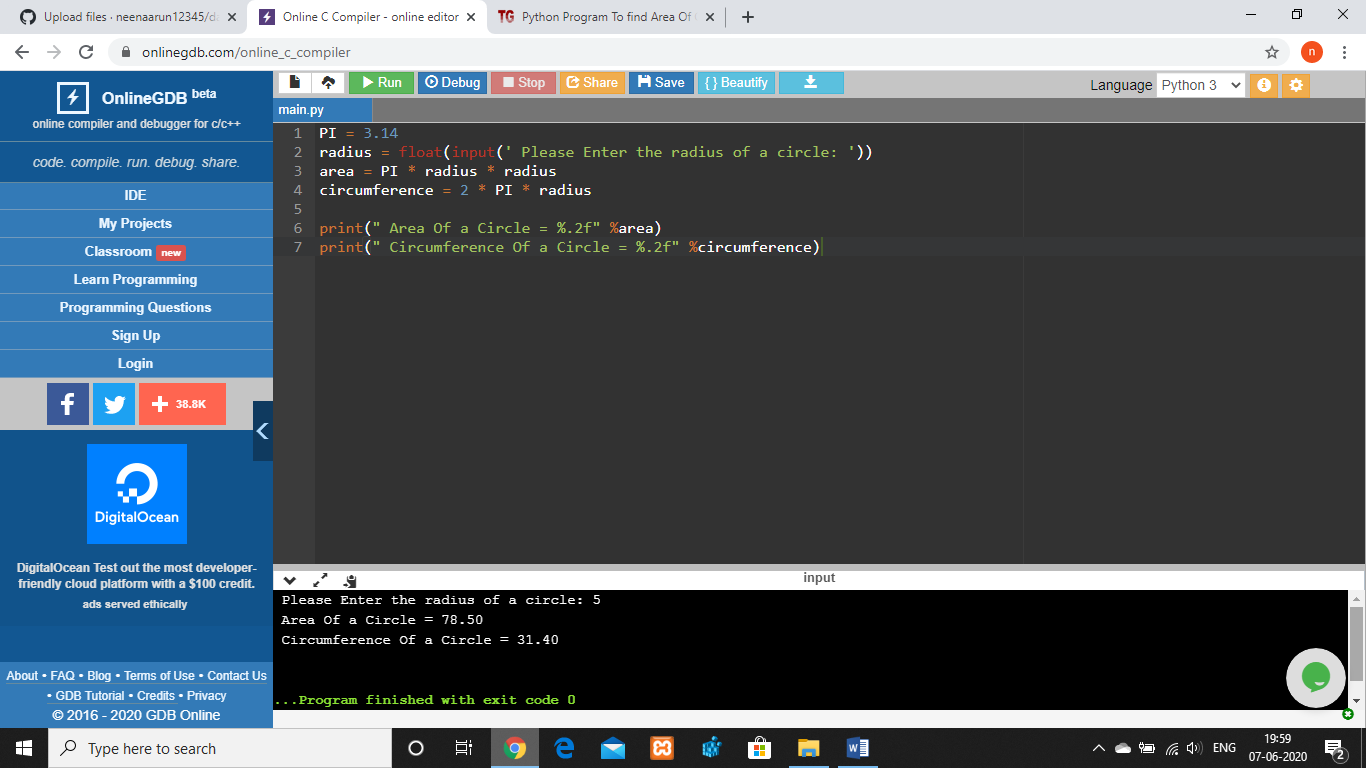 Upload files · neenaarun12345/d
Online C Compiler - online editor
Python Program To find Area Of
onlinegdb.com/online_c_compiler
n
OnlineGDB beta
online compiler and debugger for c/c++
code. compile. run. debug. share.
IDE
My Projects
Classroom new
Learn Programming
Programming Questions
Sign Up
Login
38.8K
DigitalOcean
DigitalOcean Test out the most developer-
friendly cloud platform with a $100 credit.
ads served ethically
About • FAQ • Blog • Terms of Use • Contact Us
• GDB Tutorial • Credits • Privacy
© 2016 - 2020 GDB Online
Run Debug Stop Share Save { } Beautify
Language Python 3
main.py
1 PI = 3.14
2 radius = float(input(' Please Enter the radius of a circle: '))
3 area = PI * radius * radius
4 circumference = 2 * PI * radius
5
6 print(" Area Of a Circle = %.2f" %area)
7 print(" Circumference Of a Circle = %.2f" %circumference)
input
Please Enter the radius of a circle: 5
Area Of a Circle = 78.50
Circumference Of a Circle = 31.40
...Program finished with exit code 0
Type here to search
ENG
19:59
07-06-2020
2